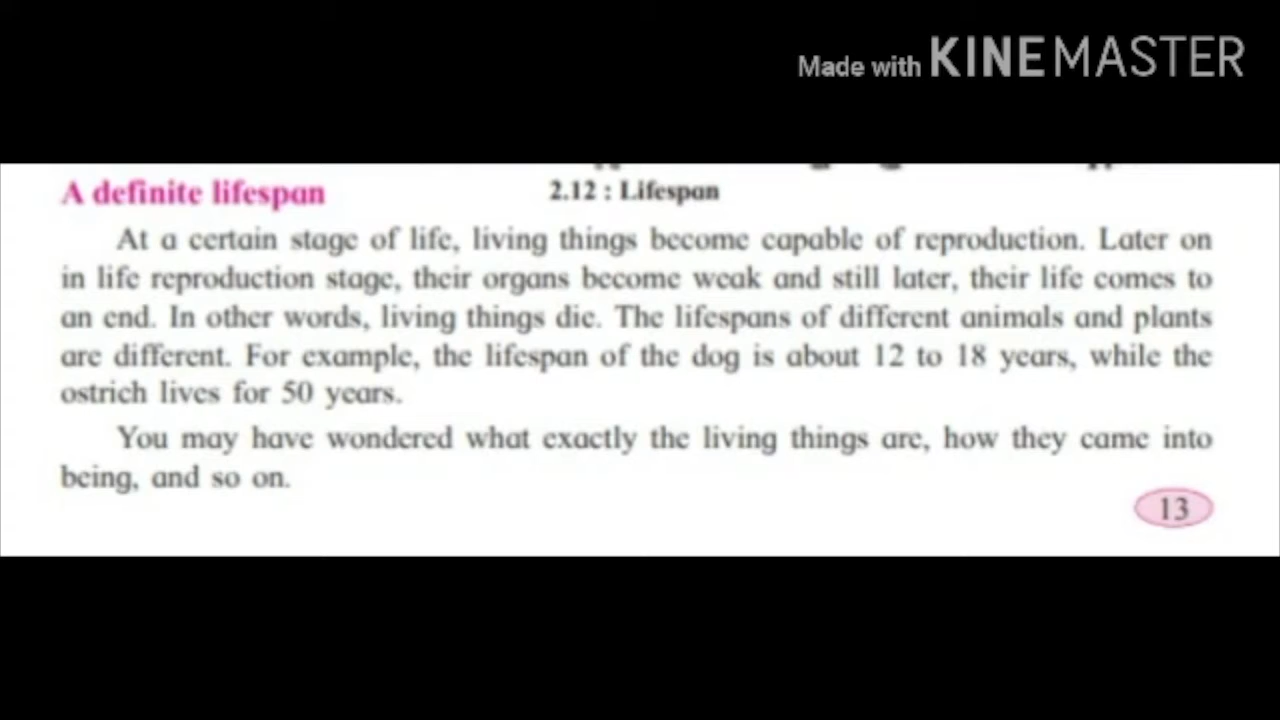 Made with KINEMASTER
A definite lifespan
2.12 : Lifespan
At a certain stage of life, living things become capable of reproduction. Later on
in life reproduction stage, their organs become weak and still later, their life comes to
an end. In other words, living things die. The lifespans of different animals and plants
are different. For example, the lifespan of the dog is about 12 to 18 years, while the
ostrich lives for 50 years.
You may have wondered what exactly the living things are, how they came into
being, and so on.
13